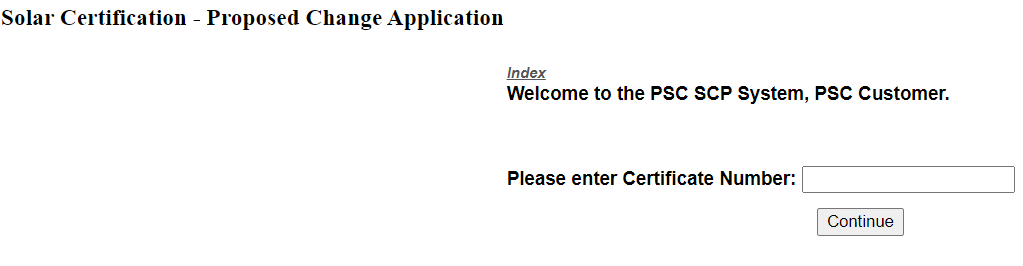 Solar Certification - Proposed Change Application
Index
Welcome to the PSC SCP System, PSC Customer.
Please enter Certificate Number:
Continue